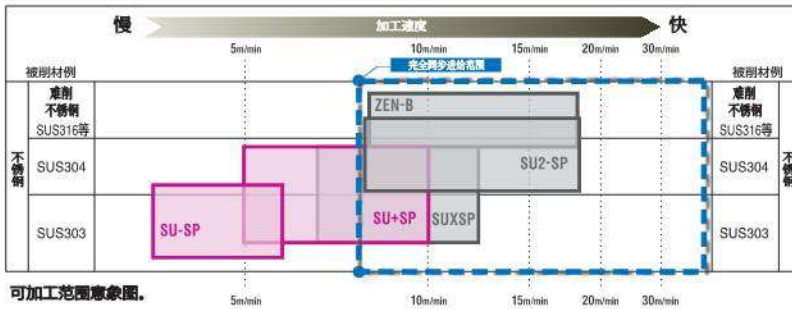 慢 加工速度 快
5m/min 10m/min 15m/min 20m/min 30m/min
完全同步进给范围
被削材例 被削材例
难削 难削
不锈钢 不锈钢
SUS316等 SUS316等
ZEN-B
不锈钢 不锈钢
SUS304 SUS304
SU2-SP
SUS303 SUS303
SU-SP SU+SP SUXSP
可加工范围意象图。
5m/min 10m/min 15m/min 20m/min 30m/min